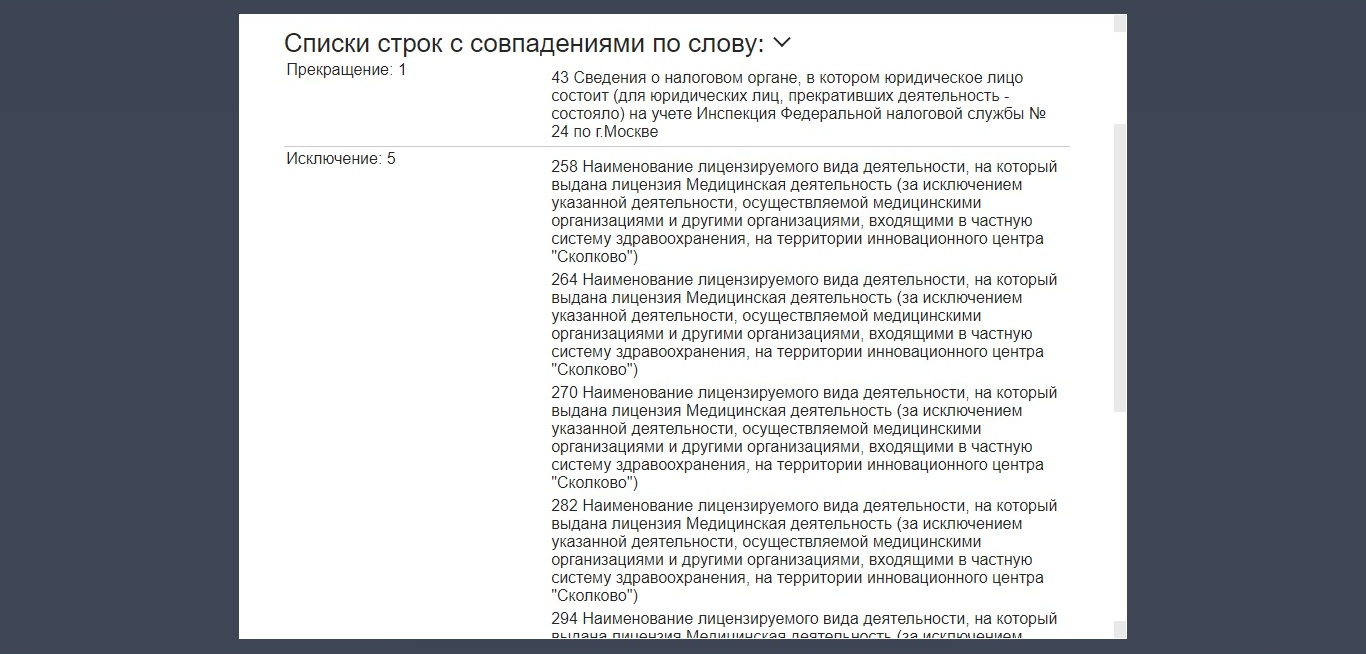 Списки строк с совпадениями по слову:
Прекращение: 1
43 Сведения о налоговом органе, в котором юридическое лицо
состоит (для юридических лиц, прекративших деятельность -
состояло) на учете Инспекция Федеральной налоговой службы №
24 по г.Москве
Исключение: 5
258 Наименование лицензируемого вида деятельности, на который
выдана лицензия Медицинская деятельность (за исключением
указанной деятельности, осуществляемой медицинскими
организациями и другими организациями, входящими в частную
систему здравоохранения, на территории инновационного центра
"Сколково")
264 Наименование лицензируемого вида деятельности, на который
выдана лицензия Медицинская деятельность (за исключением
указанной деятельности, осуществляемой медицинскими
организациями и другими организациями, входящими в частную
систему здравоохранения, на территории инновационного центра
"Сколково")
270 Наименование лицензируемого вида деятельности, на который
выдана лицензия Медицинская деятельность (за исключением
указанной деятельности, осуществляемой медицинскими
организациями и другими организациями, входящими в частную
систему здравоохранения, на территории инновационного центра
"Сколково")
282 Наименование лицензируемого вида деятельности, на который
выдана лицензия Медицинская деятельность (за исключением
указанной деятельности, осуществляемой медицинскими
организациями и другими организациями, входящими в частную
систему здравоохранения, на территории инновационного центра
"Сколково")
294 Наименование лицензируемого вида деятельности, на который
выдана лицензия Медицинская деятельность (за исключением